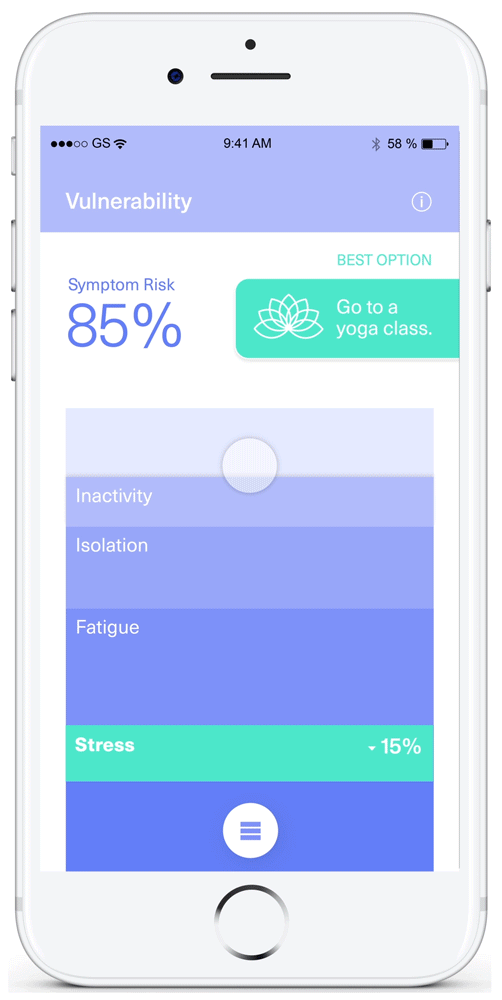 GS
9:41 AM
58 %
Vulnerability
i
BEST OPTION
Symptom Risk
85%
Go to a
yoga class.
Inactivity
Isolation
Fatigue
Stress
15%